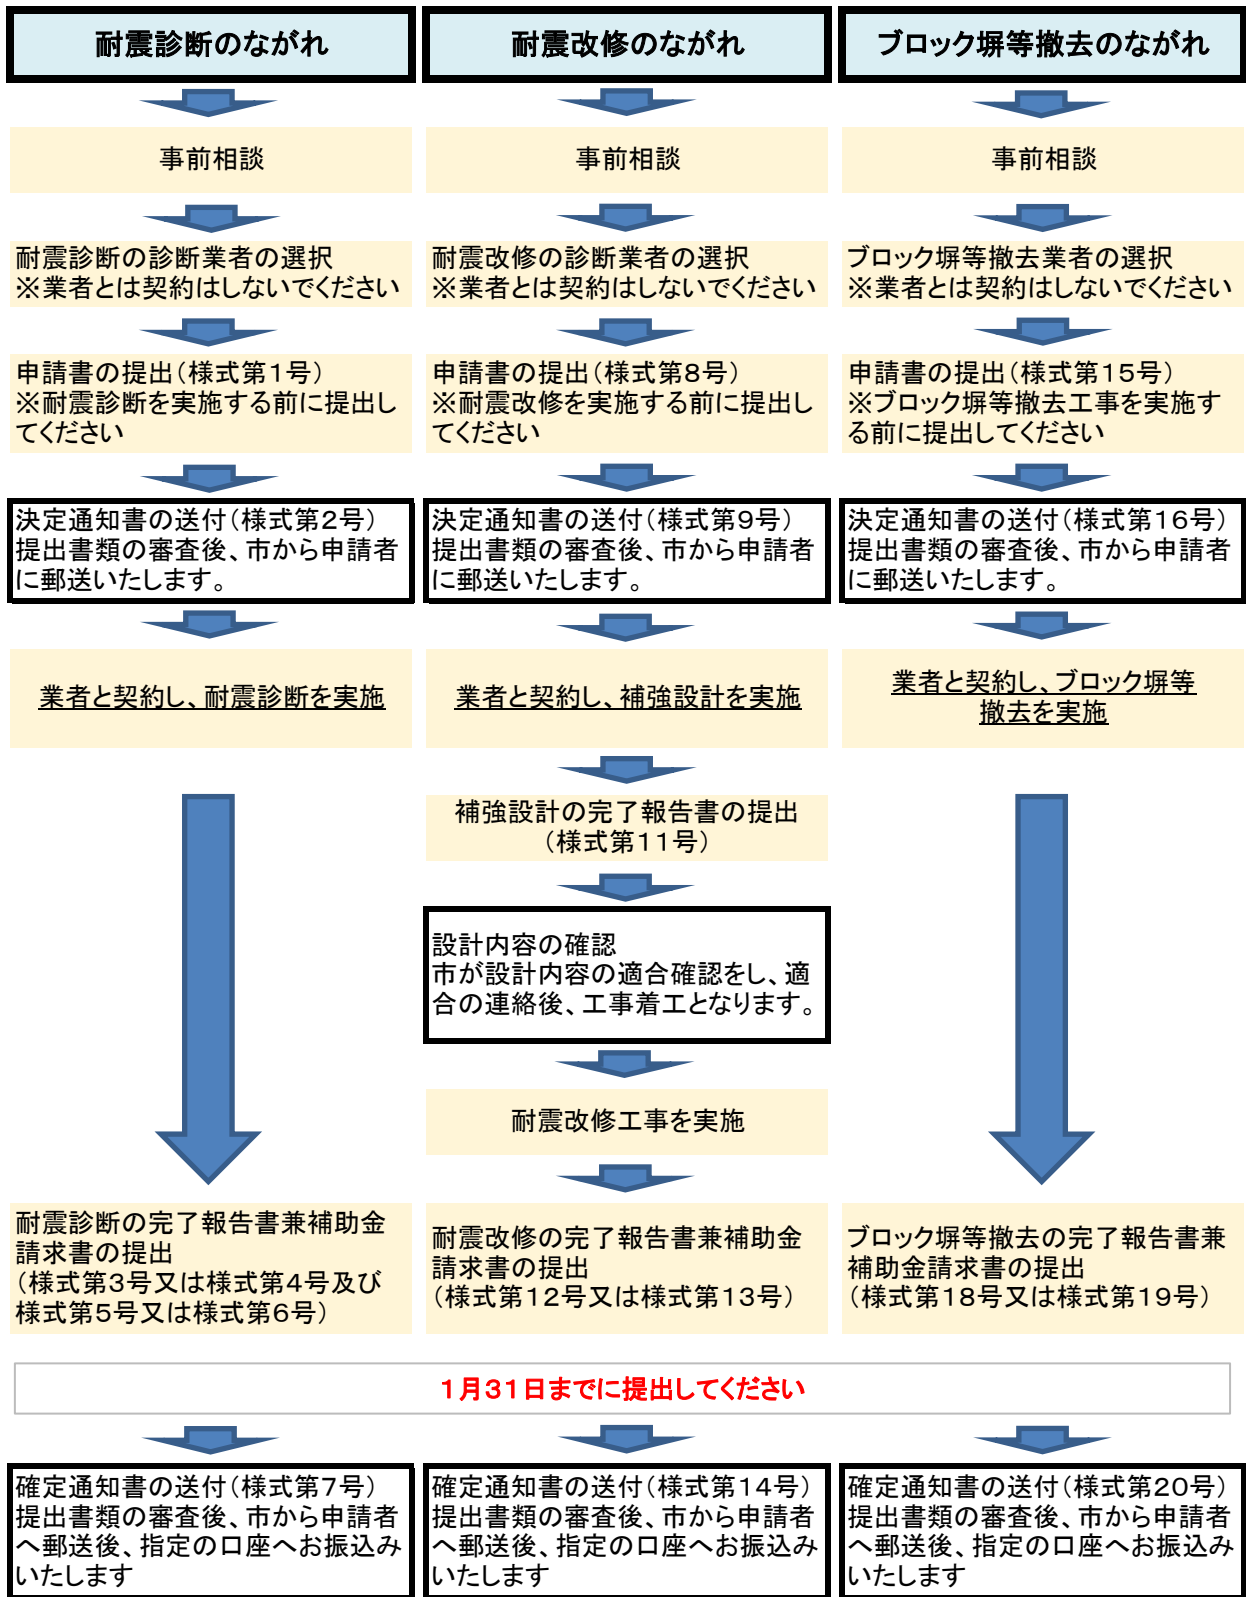 耐震診断のながれ
事前相談
耐震診断の診断業者の選択
※業者とは契約はしないでください
申請書の提出（様式第１号）
※耐震診断を実施する前に提出し
てください
決定通知書の送付（様式第２号）
提出書類の審査後、市から申請者
に郵送いたします。
業者と契約し、耐震診断を実施
耐震診断の完了報告書兼補助金
請求書の提出
（様式第３号又は様式第４号及び
様式第５号又は様式第６号）
耐震改修のながれ
事前相談
耐震改修の診断業者の選択
※業者とは契約はしないでください
申請書の提出（様式第８号）
※耐震改修を実施する前に提出し
てください
決定通知書の送付（様式第９号）
提出書類の審査後、市から申請者
に郵送いたします。
業者と契約し、補強設計を実施
補強設計の完了報告書の提出
（様式第１１号）
設計内容の確認
市が設計内容の適合確認をし、適
合の連絡後、工事着工となります。
耐震改修工事を実施
耐震改修の完了報告書兼補助金
請求書の提出
（様式第１２号又は様式第１３号）
ブロック塀等撤去のながれ
事前相談
ブロック塀等撤去業者の選択
※業者とは契約はしないでください
申請書の提出（様式第１５号）
※ブロック塀等撤去工事を実施す
る前に提出してください
決定通知書の送付（様式第１６号）
提出書類の審査後、市から申請者
に郵送いたします。
業者と契約し、ブロック塀等
撤去を実施
ブロック塀等撤去の完了報告書兼
補助金請求書の提出
（様式第１８号又は様式第１９号）
１月３１日までに提出してください
確定通知書の送付（様式第７号）
提出書類の審査後、市から申請者
へ郵送後、指定の口座へお振込み
いたします
確定通知書の送付（様式第１４号）
提出書類の審査後、市から申請者
へ郵送後、指定の口座へお振込み
いたします
確定通知書の送付（様式第２０号）
提出書類の審査後、市から申請者
へ郵送後、指定の口座へお振込み
いたします